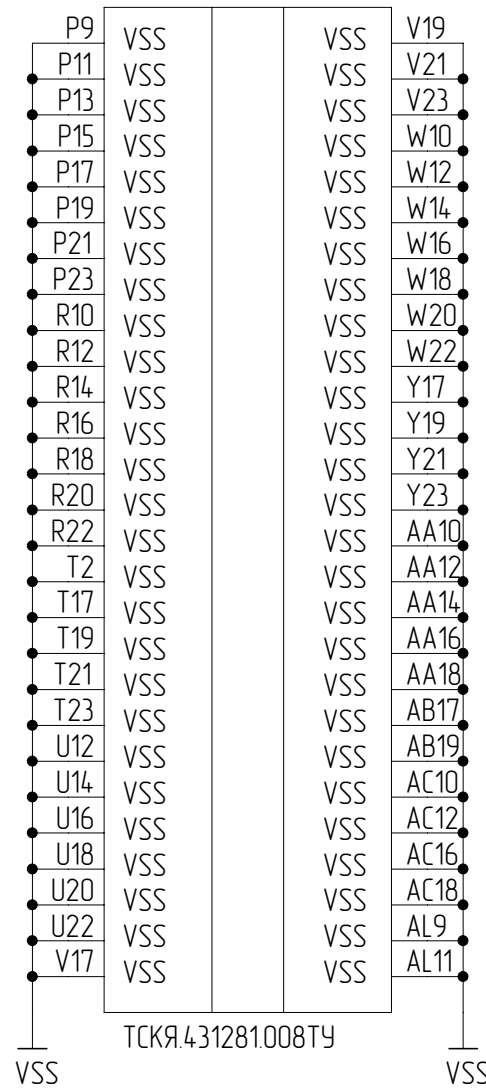 P9 VSS VSS V19
P11 VSS VSS V21
P13 VSS VSS V23
P15 VSS VSS W10
P17 VSS VSS W12
P19 VSS VSS W14
P21 VSS VSS W16
P23 VSS VSS W18
R10 VSS VSS W20
R12 VSS VSS W22
R14 VSS VSS Y17
R16 VSS VSS Y19
R18 VSS VSS Y21
R20 VSS VSS Y23
R22 VSS VSS AA10
T2 VSS VSS AA12
T17 VSS VSS AA14
T19 VSS VSS AA16
T21 VSS VSS AA18
T23 VSS VSS AB17
U12 VSS VSS AB19
U14 VSS VSS AC10
U16 VSS VSS AC12
U18 VSS VSS AC16
U20 VSS VSS AC18
U22 VSS VSS AL9
V17 VSS VSS AL11
ТСКЯ.431281.008ТУ
VSS VSS